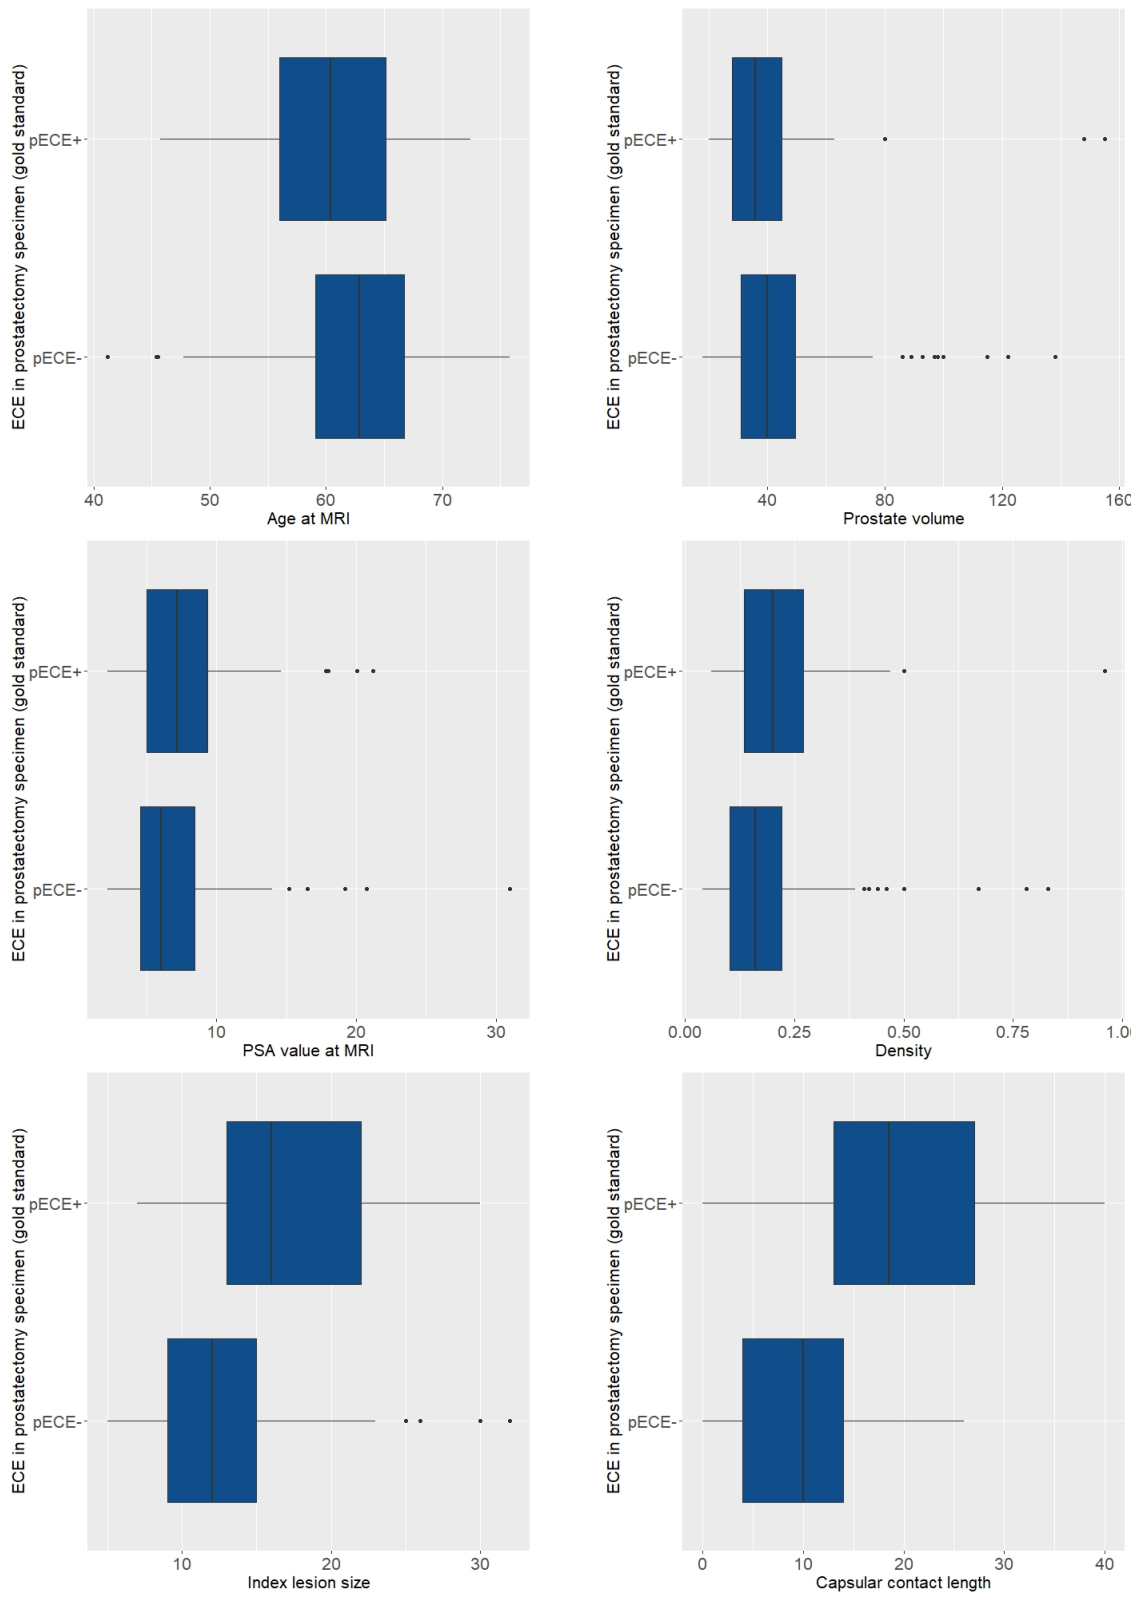 ECE in prostatectomy specimen (gold standard)
pECE+
pECE-
40 50 60 70
Age at MRI
ECE in prostatectomy specimen (gold standard)
pECE+
pECE-
40 80 120 160
Prostate volume
ECE in prostatectomy specimen (gold standard)
pECE+
pECE-
10 20 30
PSA value at MRI
ECE in prostatectomy specimen (gold standard)
pECE+
pECE-
0.00 0.25 0.50 0.75 1.0
Density
ECE in prostatectomy specimen (gold standard)
pECE+
pECE-
10 20 30
Index lesion size
ECE in prostatectomy specimen (gold standard)
pECE+
pECE-
0 10 20 30 40
Capsular contact length